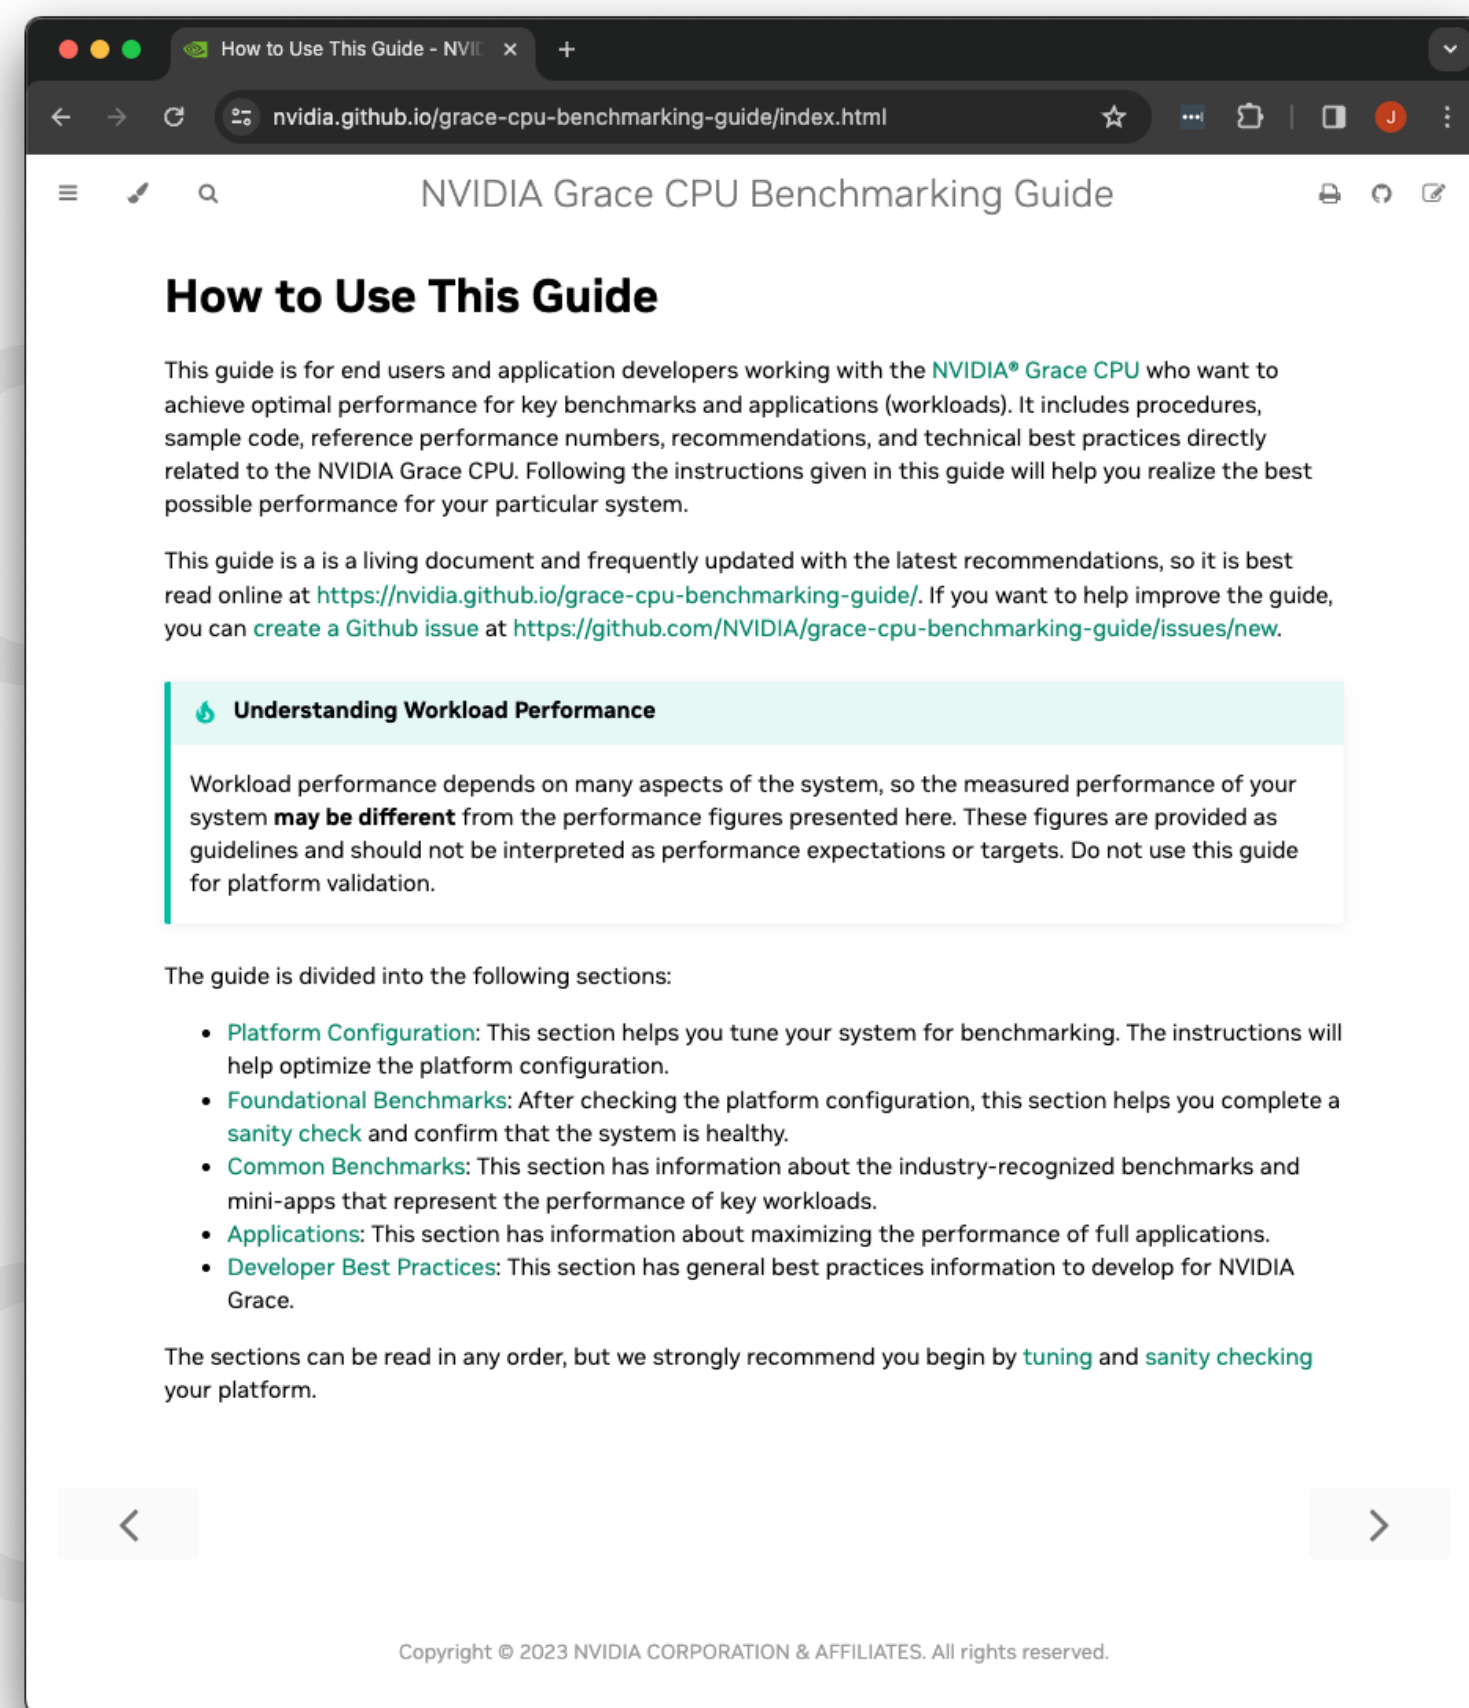 How to Use This Guide - NVI
nvidia.github.io/grace-cpu-benchmarking-guide/index.html
J
NVIDIA Grace CPU Benchmarking Guide
How to Use This Guide
This guide is for end users and application developers working with the NVIDIA® Grace CPU who want to
achieve optimal performance for key benchmarks and applications (workloads). It includes procedures,
sample code, reference performance numbers, recommendations, and technical best practices directly
related to the NVIDIA Grace CPU. Following the instructions given in this guide will help you realize the best
possible performance for your particular system.
This guide is a is a living document and frequently updated with the latest recommendations, so it is best
read online at https://nvidia.github.io/grace-cpu-benchmarking-guide/. If you want to help improve the guide,
you can create a Github issue at https://github.com/NVIDIA/grace-cpu-benchmarking-guide/issues/new.
Understanding Workload Performance
Workload performance depends on many aspects of the system, so the measured performance of your
system may be different from the performance figures presented here. These figures are provided as
guidelines and should not be interpreted as performance expectations or targets. Do not use this guide
for platform validation.
The guide is divided into the following sections:
• Platform Configuration: This section helps you tune your system for benchmarking. The instructions will
help optimize the platform configuration.
• Foundational Benchmarks: After checking the platform configuration, this section helps you complete a
sanity check and confirm that the system is healthy.
• Common Benchmarks: This section has information about the industry-recognized benchmarks and
mini-apps that represent the performance of key workloads.
• Applications: This section has information about maximizing the performance of full applications.
• Developer Best Practices: This section has general best practices information to develop for NVIDIA
Grace.
The sections can be read in any order, but we strongly recommend you begin by tuning and sanity checking
your platform.
Copyright © 2023 NVIDIA CORPORATION & AFFILIATES. All rights reserved.